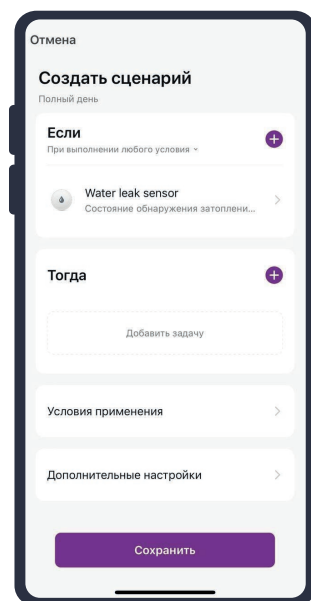 Отмена
Создать сценарий
Полный день
Если
При выполнении любого условия
Water leak sensor
Состояние обнаружения затоплени...
Тогда
Добавить задачу
Условия применения
Дополнительные настройки
Сохранить